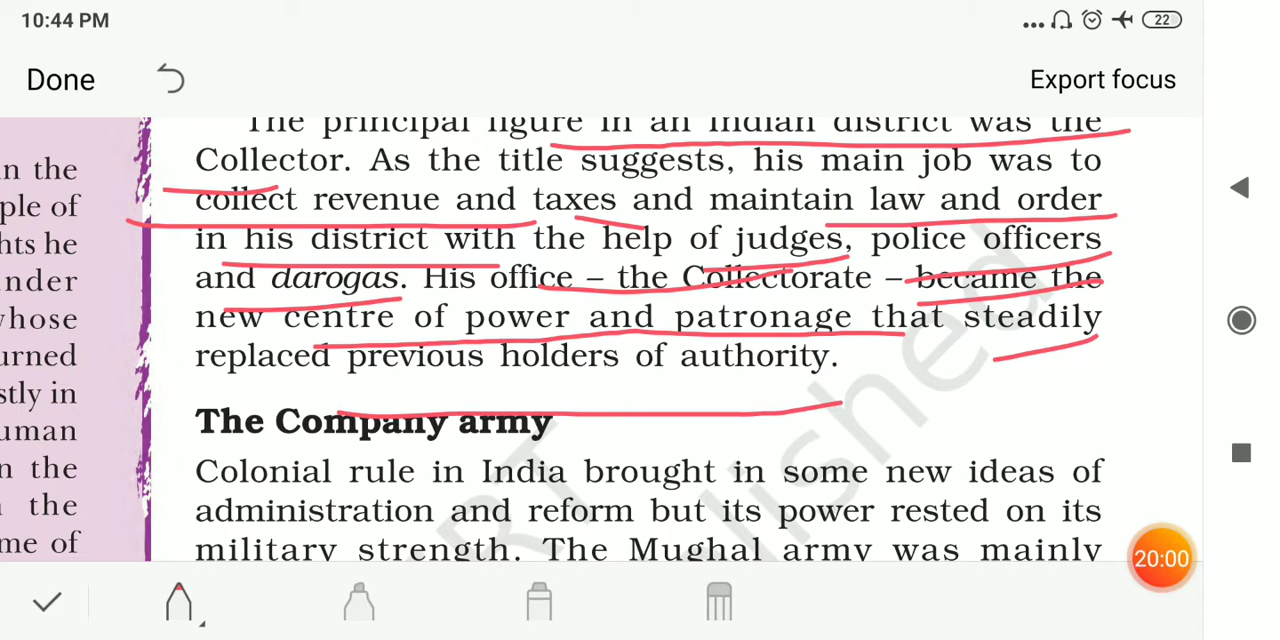 10:44 PM
22
Done
Export focus
The principal figure in an Indian district was the
Collector. As the title suggests, his main job was to
collect revenue and taxes and maintain law and order
in his district with the help of judges, police officers
and darogas. His office – the Collectorate – became the
new centre of power and patronage that steadily
replaced previous holders of authority.
The Company army
Colonial rule in India brought in some new ideas of
administration and reform but its power rested on its
military strength. The Mughal army was mainly
in the
ple of
hts he
nder
whose
urned
stly in
uman
n the
the
me of
20:00